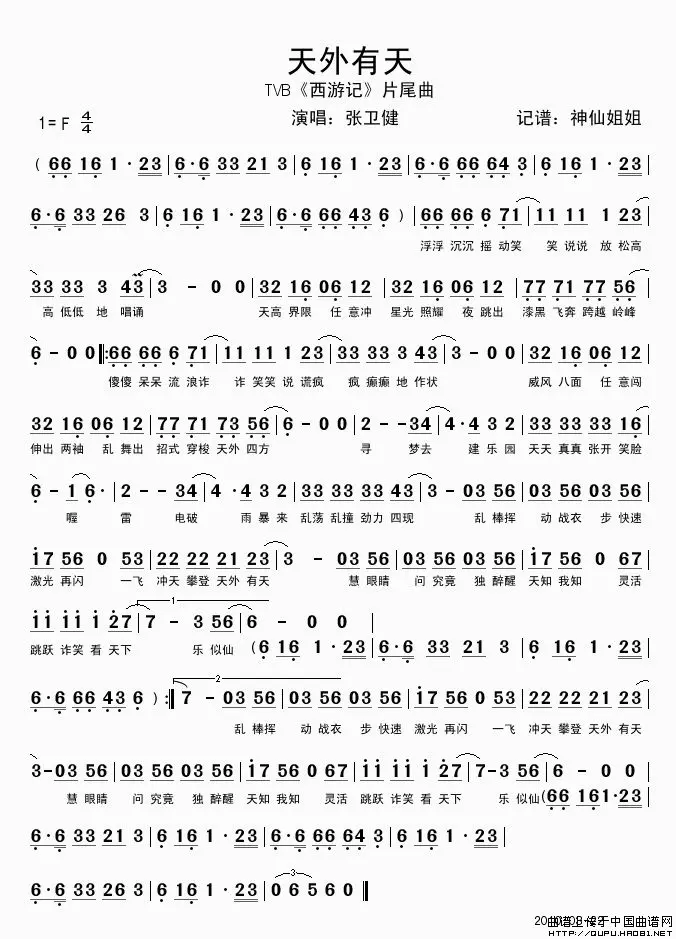 天外有天
TVB《西游记》片尾曲
1=F 4/4 演唱：张卫健 记谱：神仙姐姐
( 66 16 1 · 23 | 6·6 33 21 3 | 6 16 1 · 23 | 6·6 66 64 3 | 6 16 1 · 23 |
6·6 33 26 3 | 6 16 1 · 23 | 6·6 66 43 6 ) | 66 66 6 71 | 11 11 1 23 |
浮浮 沉沉 摇 动笑 笑 说说 放 松高
33 33 3 43 | 3 - 0 0 | 32 16 06 12 | 32 16 06 12 | 77 71 77 56 |
高 低低 地 唱诵 天高 界限 任 意冲 星光 照耀 夜 跳出 漆黑 飞奔 跨越 岭峰
6 - 0 0 ‖: 66 66 6 71 | 11 11 1 23 | 33 33 3 43 | 3 - 0 0 | 32 16 06 12 |
傻傻 呆呆 流 浪诈 诈 笑笑 说 谎疯 疯 癫癫 地 作状 威风 八面 任 意闯
32 16 06 12 | 77 71 73 56 | 6 - 0 0 | 2 - - 34 | 4 · 4 3 2 | 33 33 33 16 |
伸出 两袖 乱 舞出 招式 穿梭 天外 四方 寻 梦去 建 乐园 天天 真真 张开 笑脸
6 - 1 6 · | 2 - - 34 | 4 · 4 3 2 | 33 33 33 43 | 3 - 03 56 | 03 56 03 56 |
喔 雷 电破 雨 暴 来 乱荡 乱撞 劲力 四现 乱 棒挥 动 战衣 步 快速
17 56 0 53 | 22 22 21 23 | 3 - 03 56 | 03 56 03 56 | 17 56 0 67 |
激光 再闪 一飞 冲天 攀登 天外 有天 慧 眼睛 问 究竟 独 醉醒 天知 我知 灵活
11 11 1 27 | 7 - 3 56 | 6 - 0 0 |
1
跳跃 诈笑 看 天下 乐 似仙 ( 6 16 1 · 23 | 6·6 33 21 3 | 6 16 1 · 23 |
6·6 66 43 6 ) :‖ 7 - 03 56 | 03 56 03 56 | 17 56 0 53 | 22 22 21 23 |
2
乱 棒挥 动 战衣 步 快速 激光 再闪 一飞 冲天 攀登 天外 有天
3 - 03 56 | 03 56 03 56 | 17 56 0 67 | 11 11 1 27 | 7 - 3 56 | 6 - 0 0 |
慧 眼睛 问 究竟 独 醉醒 天知 我知 灵活 跳跃 诈笑 看 天下 乐 似仙 ( 66 16 1 · 23 |
6·6 33 21 3 | 6 16 1 · 23 | 6·6 66 64 3 | 6 16 1 · 23 |
6·6 33 26 3 | 6 16 1 · 23 | 0 6 5 6 0 ‖
3
曲谱上传于中国曲谱网
http://QUPU.HAO81.NET